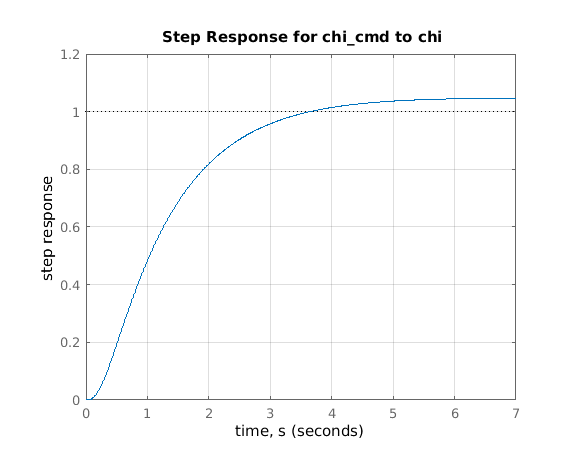 Step Response for chi_cmd to chi
1.2
1
0.8
0.6
0.4
0.2
0
step response
0 1 2 3 4 5 6 7
time, s (seconds)